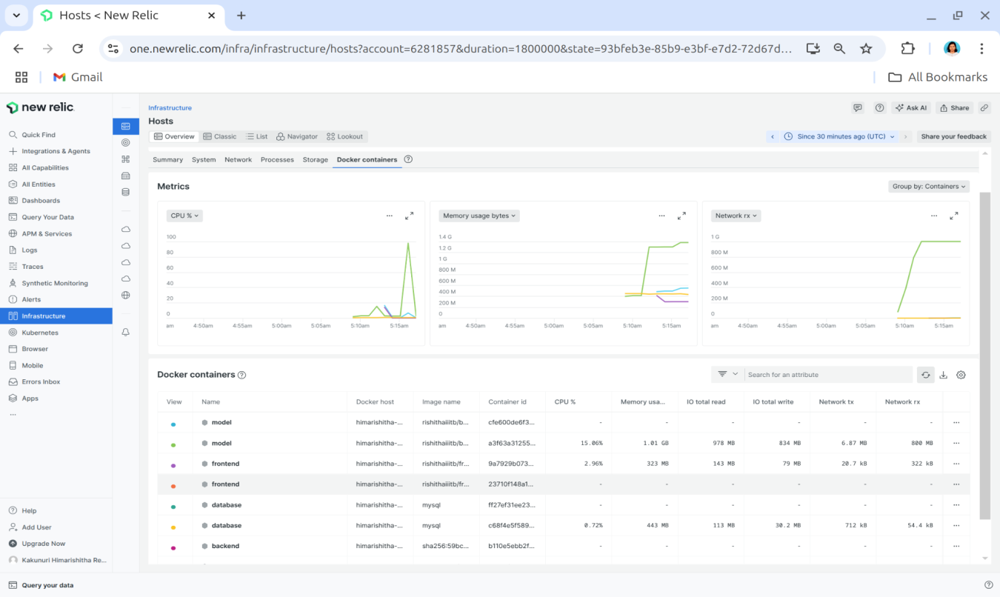 Hosts < New Relic
one.newrelic.com/infra/infrastructure/hosts?account=6281857&duration=1800000&state=93bfeb3e-85b9-e3bf-e7d2-72d67d...
Gmail
All Bookmarks
new relic
Quick Find
Integrations & Agents
All Capabilities
All Entities
Dashboards
Query Your Data
APM & Services
Logs
Traces
Synthetic Monitoring
Alerts
Infrastructure
Kubernetes
Browser
Mobile
Errors Inbox
Apps
...
Help
Add User
Upgrade Now
Kakunuri Himarishitha Re...
Query your data
Infrastructure
Hosts
Ask AI
Share
Overview Classic List Navigator Lookout
Since 30 minutes ago (UTC)
Share your feedback
Summary System Network Processes Storage Docker containers
Metrics
Group by: Containers
CPU %
100
80
60
40
20
0
am 4:50am 4:55am 5:00am 5:05am 5:10am 5:15am
Memory usage bytes
1.4 G
1.2 G
1 G
800 M
600 M
400 M
200 M
0
am 4:50am 4:55am 5:00am 5:05am 5:10am 5:15am
Network rx
1 G
800 M
600 M
400 M
200 M
0
am 4:50am 4:55am 5:00am 5:05am 5:10am 5:15am
Docker containers
Search for an attribute
View Name Docker host Image name Container id CPU % Memory usa... IO total read IO total write Network tx Network rx
model himarishitha-... rishithaiiitb/b... cfe600de6f3... - - - - - - ...
model himarishitha-... rishithaiiitb/b... a3f63a31255... 15.06% 1.01 GB 978 MB 834 MB 6.87 MB 800 MB ...
frontend himarishitha-... rishithaiiitb/fr... 9a7929b073... 2.96% 323 MB 143 MB 79 MB 20.7 kB 322 kB ...
frontend himarishitha-... rishithaiiitb/fr... 23710f148a1... - - - - - - ...
database himarishitha-... mysql ff27ef31ee23... - - - - - - ...
database himarishitha-... mysql c68f4e5f589... 0.72% 443 MB 113 MB 30.2 MB 712 kB 54.4 kB ...
backend himarishitha-... sha256:59bc... b110e5ebb2f... - - - - - - ...